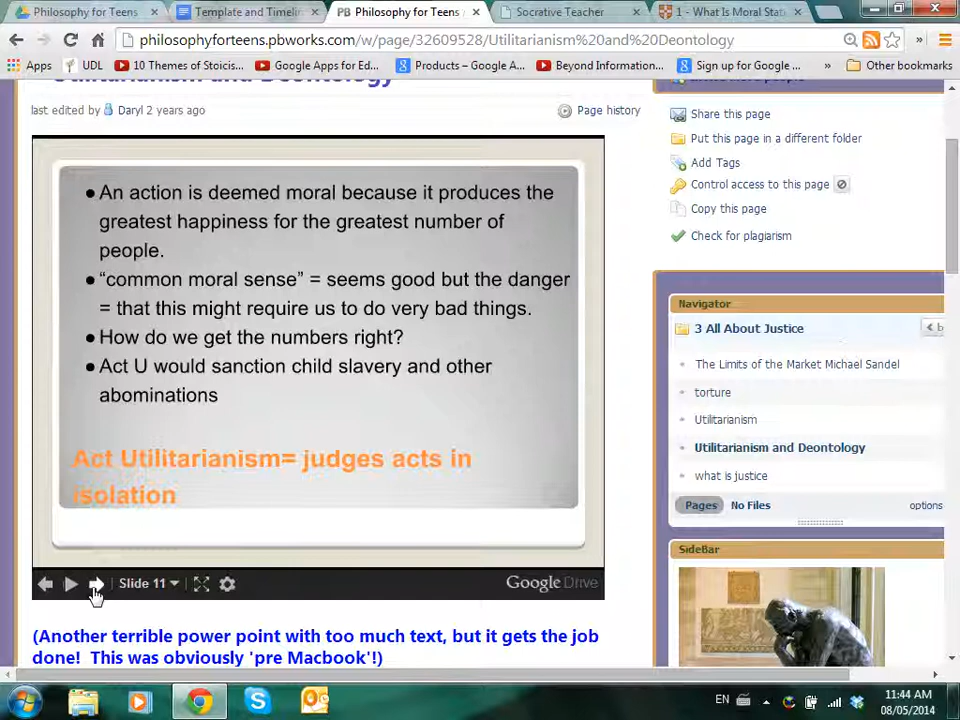 Philosophy for Teens
Template and Timelin
PB Philosophy for Teens
Socrative Teacher
1 - What Is Moral Stat
philosophyforteens.pbworks.com/w/page/32609528/Utilitarianism%20and%20Deontology
Apps
UDL
10 Themes of Stoicis...
Google Apps for Ed...
Products – Google A...
Beyond Information...
Sign up for Google ...
»
Other bookmarks
Utilitarianism and Deontology
last edited by Daryl 2 years ago
Page history
● An action is deemed moral because it produces the
greatest happiness for the greatest number of
people.
● “common moral sense” = seems good but the danger
= that this might require us to do very bad things.
● How do we get the numbers right?
● Act U would sanction child slavery and other
abominations
Act Utilitarianism= judges acts in
isolation
Slide 11
Google Drive
(Another terrible power point with too much text, but it gets the job
done! This was obviously 'pre Macbook'!)
Share this page
Put this page in a different folder
Add Tags
Control access to this page
Copy this page
Check for plagiarism
Navigator
3 All About Justice
b
The Limits of the Market Michael Sandel
torture
Utilitarianism
Utilitarianism and Deontology
what is justice
Pages
No Files
options
SideBar
EN
11:44 AM
08/05/2014